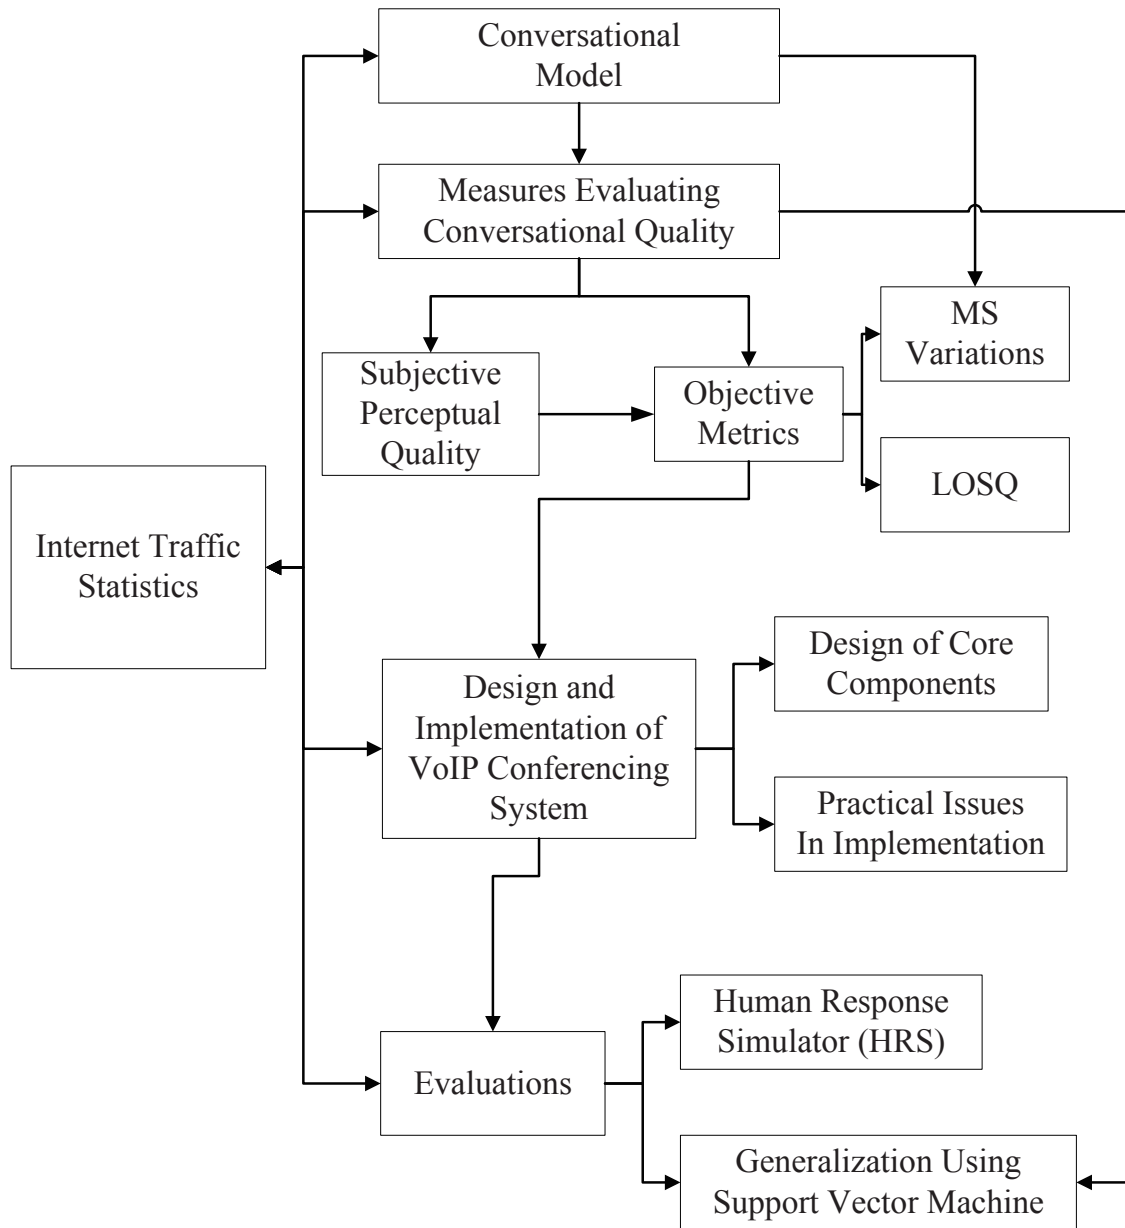 Conversational
Model
Measures Evaluating
Conversational Quality
MS
Variations
Subjective
Perceptual
Quality
Objective
Metrics
LOSQ
Internet Traffic
Statistics
Design of Core
Components
Design and
Implementation of
VoIP Conferencing
System
Practical Issues
In Implementation
Human Response
Simulator (HRS)
Evaluations
Generalization Using
Support Vector Machine